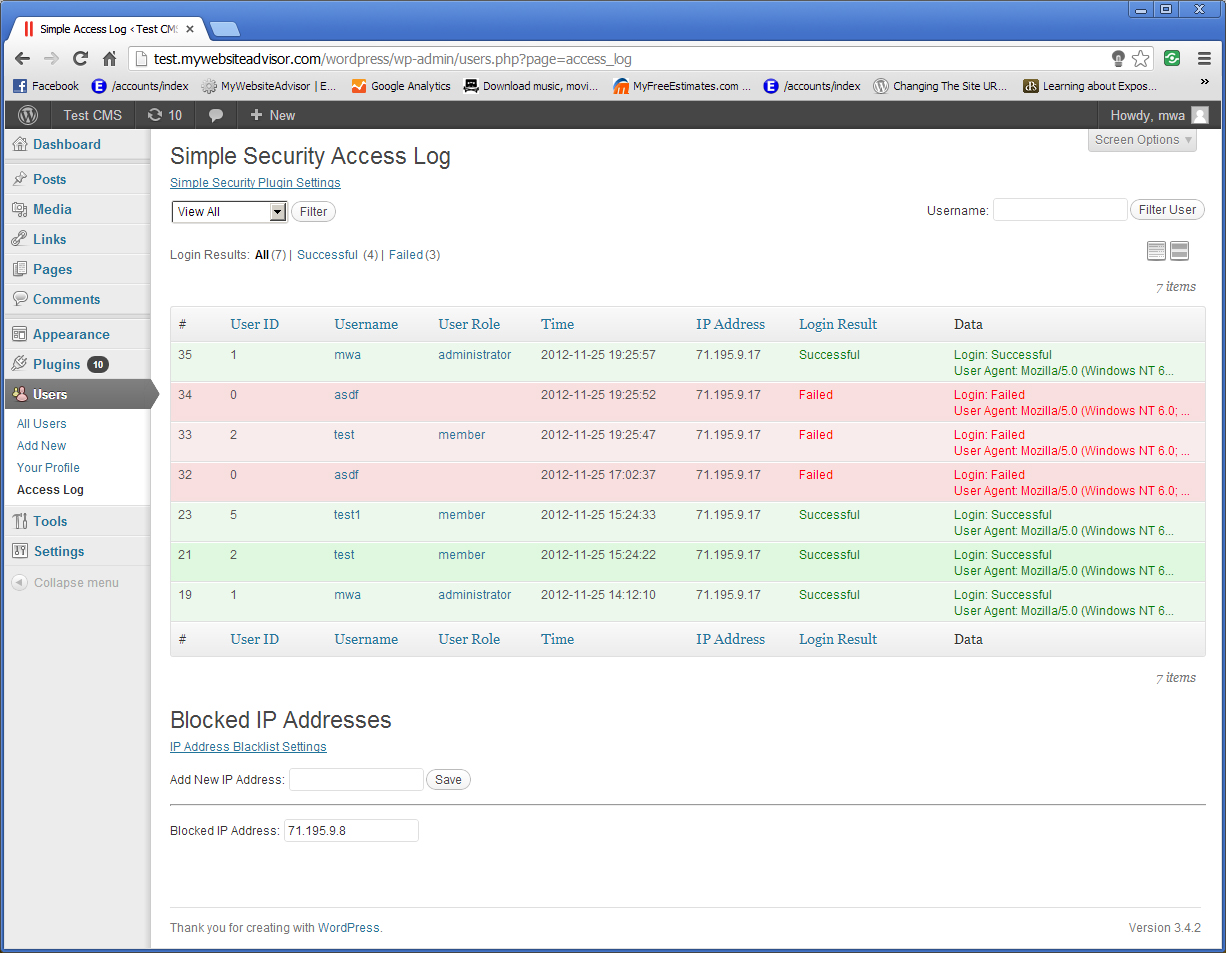 Simple Access Log ‹ Test CMS
test.mywebsiteadvisor.com/wordpress/wp-admin/users.php?page=access_log
Facebook /accounts/index MyWebsiteAdvisor | E... Google Analytics Download music, movi... MyFreeEstimates.com ... /accounts/index Changing The Site UR... Learning about Expos... »
Test CMS 10 + New Howdy, mwa
Screen Options
Dashboard
Posts
Media
Links
Pages
Comments
Appearance
Plugins 10
Users
All Users
Add New
Your Profile
Access Log
Tools
Settings
Collapse menu
Simple Security Access Log
Simple Security Plugin Settings
View All Filter Username: Filter User
Login Results: All (7) | Successful (4) | Failed (3)
7 items
# User ID Username User Role Time IP Address Login Result Data
35 1 mwa administrator 2012-11-25 19:25:57 71.195.9.17 Successful Login: Successful
User Agent: Mozilla/5.0 (Windows NT 6...
34 0 asdf 2012-11-25 19:25:52 71.195.9.17 Failed Login: Failed
User Agent: Mozilla/5.0 (Windows NT 6.0; ...
33 2 test member 2012-11-25 19:25:47 71.195.9.17 Failed Login: Failed
User Agent: Mozilla/5.0 (Windows NT 6.0; ...
32 0 asdf 2012-11-25 17:02:37 71.195.9.17 Failed Login: Failed
User Agent: Mozilla/5.0 (Windows NT 6.0; ...
23 5 test1 member 2012-11-25 15:24:33 71.195.9.17 Successful Login: Successful
User Agent: Mozilla/5.0 (Windows NT 6...
21 2 test member 2012-11-25 15:24:22 71.195.9.17 Successful Login: Successful
User Agent: Mozilla/5.0 (Windows NT 6...
19 1 mwa administrator 2012-11-25 14:12:10 71.195.9.17 Successful Login: Successful
User Agent: Mozilla/5.0 (Windows NT 6...
# User ID Username User Role Time IP Address Login Result Data
7 items
Blocked IP Addresses
IP Address Blacklist Settings
Add New IP Address: Save
Blocked IP Address: 71.195.9.8
Thank you for creating with WordPress. Version 3.4.2